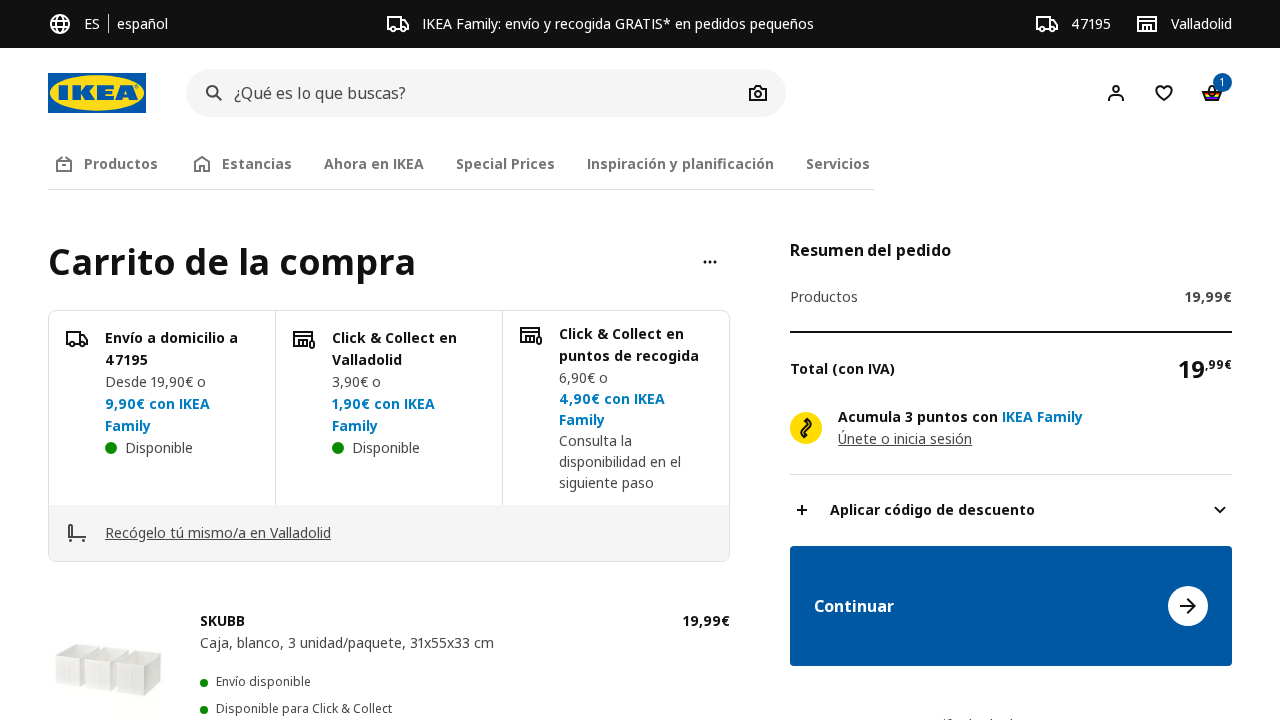 ES español
IKEA Family: envío y recogida GRATIS* en pedidos pequeños
47195
Valladolid
IKEA
¿Qué es lo que buscas?
1
Productos
Estancias
Ahora en IKEA
Special Prices
Inspiración y planificación
Servicios
Carrito de la compra
Envío a domicilio a
47195
Desde 19,90€ o
9,90€ con IKEA
Family
Disponible
Click & Collect en
Valladolid
3,90€ o
1,90€ con IKEA
Family
Disponible
Click & Collect en
puntos de recogida
6,90€ o
4,90€ con IKEA
Family
Consulta la
disponibilidad en el
siguiente paso
Recógelo tú mismo/a en Valladolid
SKUBB
19,99€
Caja, blanco, 3 unidad/paquete, 31x55x33 cm
Envío disponible
Disponible para Click & Collect
Resumen del pedido
Productos 19,99€
Total (con IVA) 19,99€
Acumula 3 puntos con IKEA Family
Únete o inicia sesión
Aplicar código de descuento
Continuar